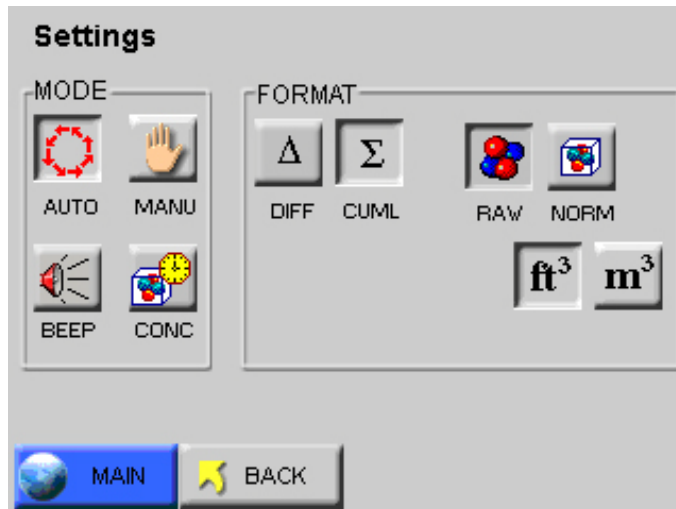 Settings
MODE
AUTO MANU
BEEP CONC
FORMAT
Δ Σ
DIFF CUML RAW NORM
ft³ m³
MAIN BACK